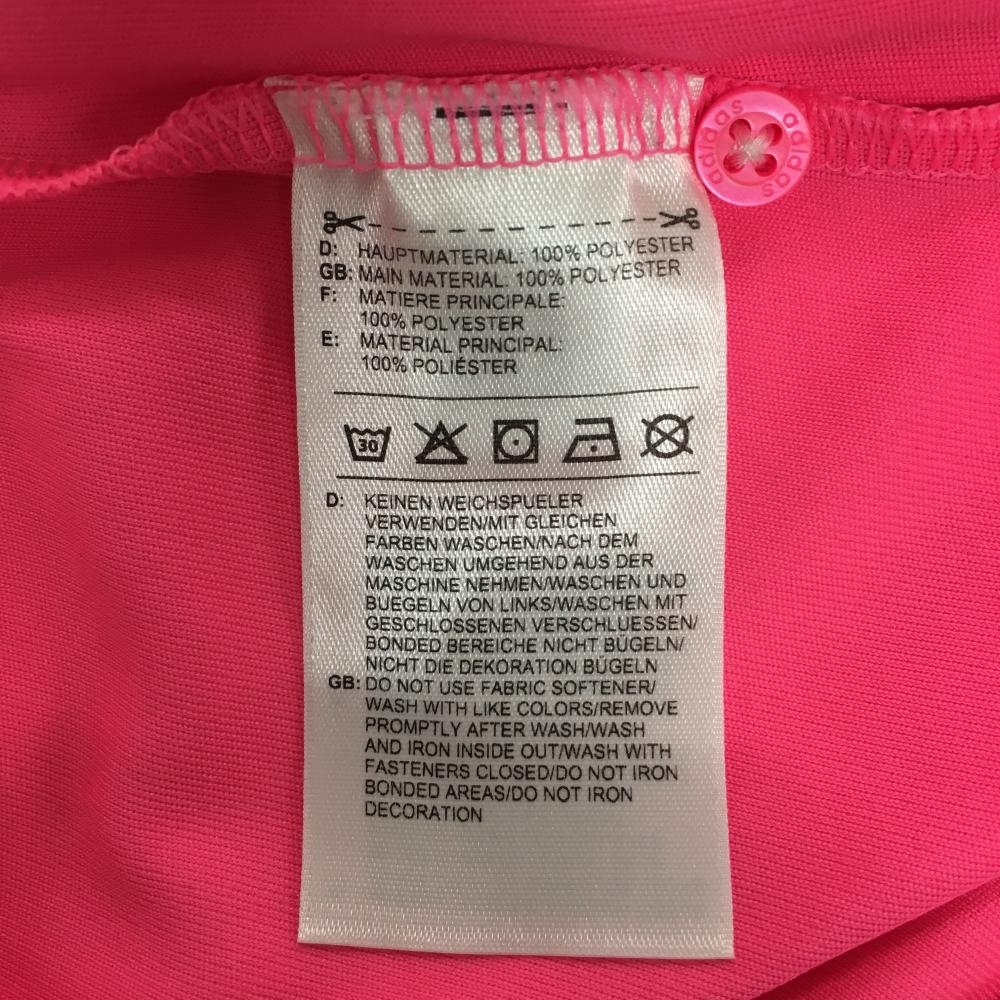 adidas adidas
D: HAUPTMATERIAL: 100% POLYESTER
GB: MAIN MATERIAL: 100% POLYESTER
F: MATIERE PRINCIPALE:
100% POLYESTER
E: MATERIAL PRINCIPAL:
100% POLIÉSTER
30
D: KEINEN WEICHSPUELER
VERWENDEN/MIT GLEICHEN
FARBEN WASCHEN/NACH DEM
WASCHEN UMGEHEND AUS DER
MASCHINE NEHMEN/WASCHEN UND
BUEGELN VON LINKS/WASCHEN MIT
GESCHLOSSENEN VERSCHLUESSEN/
BONDED BEREICHE NICHT BÜGELN/
NICHT DIE DEKORATION BÜGELN
GB: DO NOT USE FABRIC SOFTENER/
WASH WITH LIKE COLORS/REMOVE
PROMPTLY AFTER WASH/WASH
AND IRON INSIDE OUT/WASH WITH
FASTENERS CLOSED/DO NOT IRON
BONDED AREAS/DO NOT IRON
DECORATION